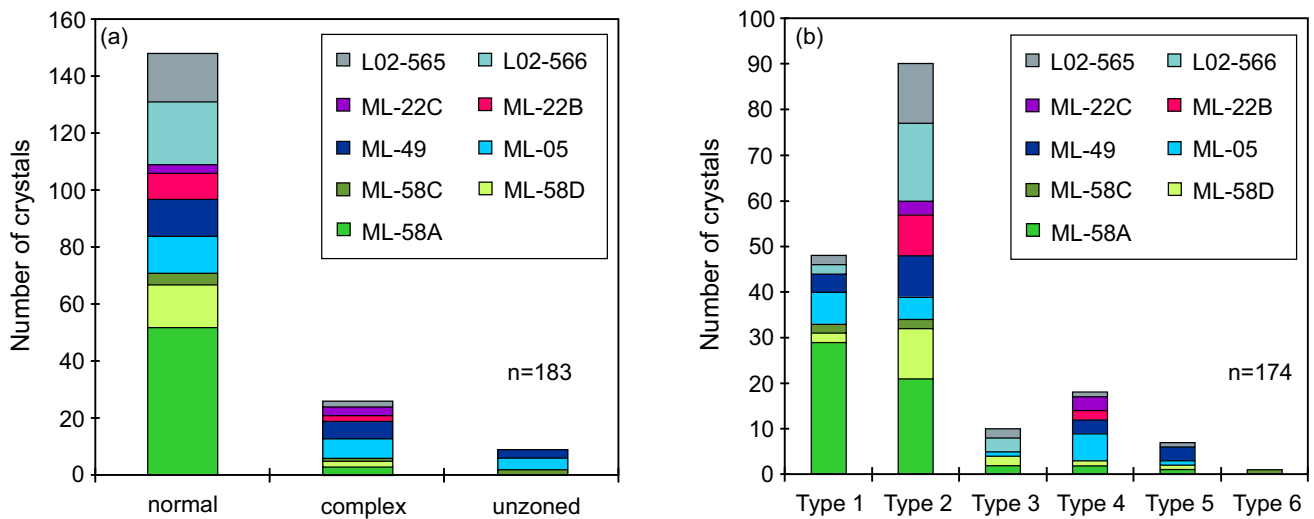 (a)
160
140
120
100
80
60
40
20
0
Number of crystals
L02-565 L02-566
ML-22C ML-22B
ML-49 ML-05
ML-58C ML-58D
ML-58A
n=183
normal complex unzoned
(b)
100
90
80
70
60
50
40
30
20
10
0
Number of crystals
L02-565 L02-566
ML-22C ML-22B
ML-49 ML-05
ML-58C ML-58D
ML-58A
n=174
Type 1 Type 2 Type 3 Type 4 Type 5 Type 6